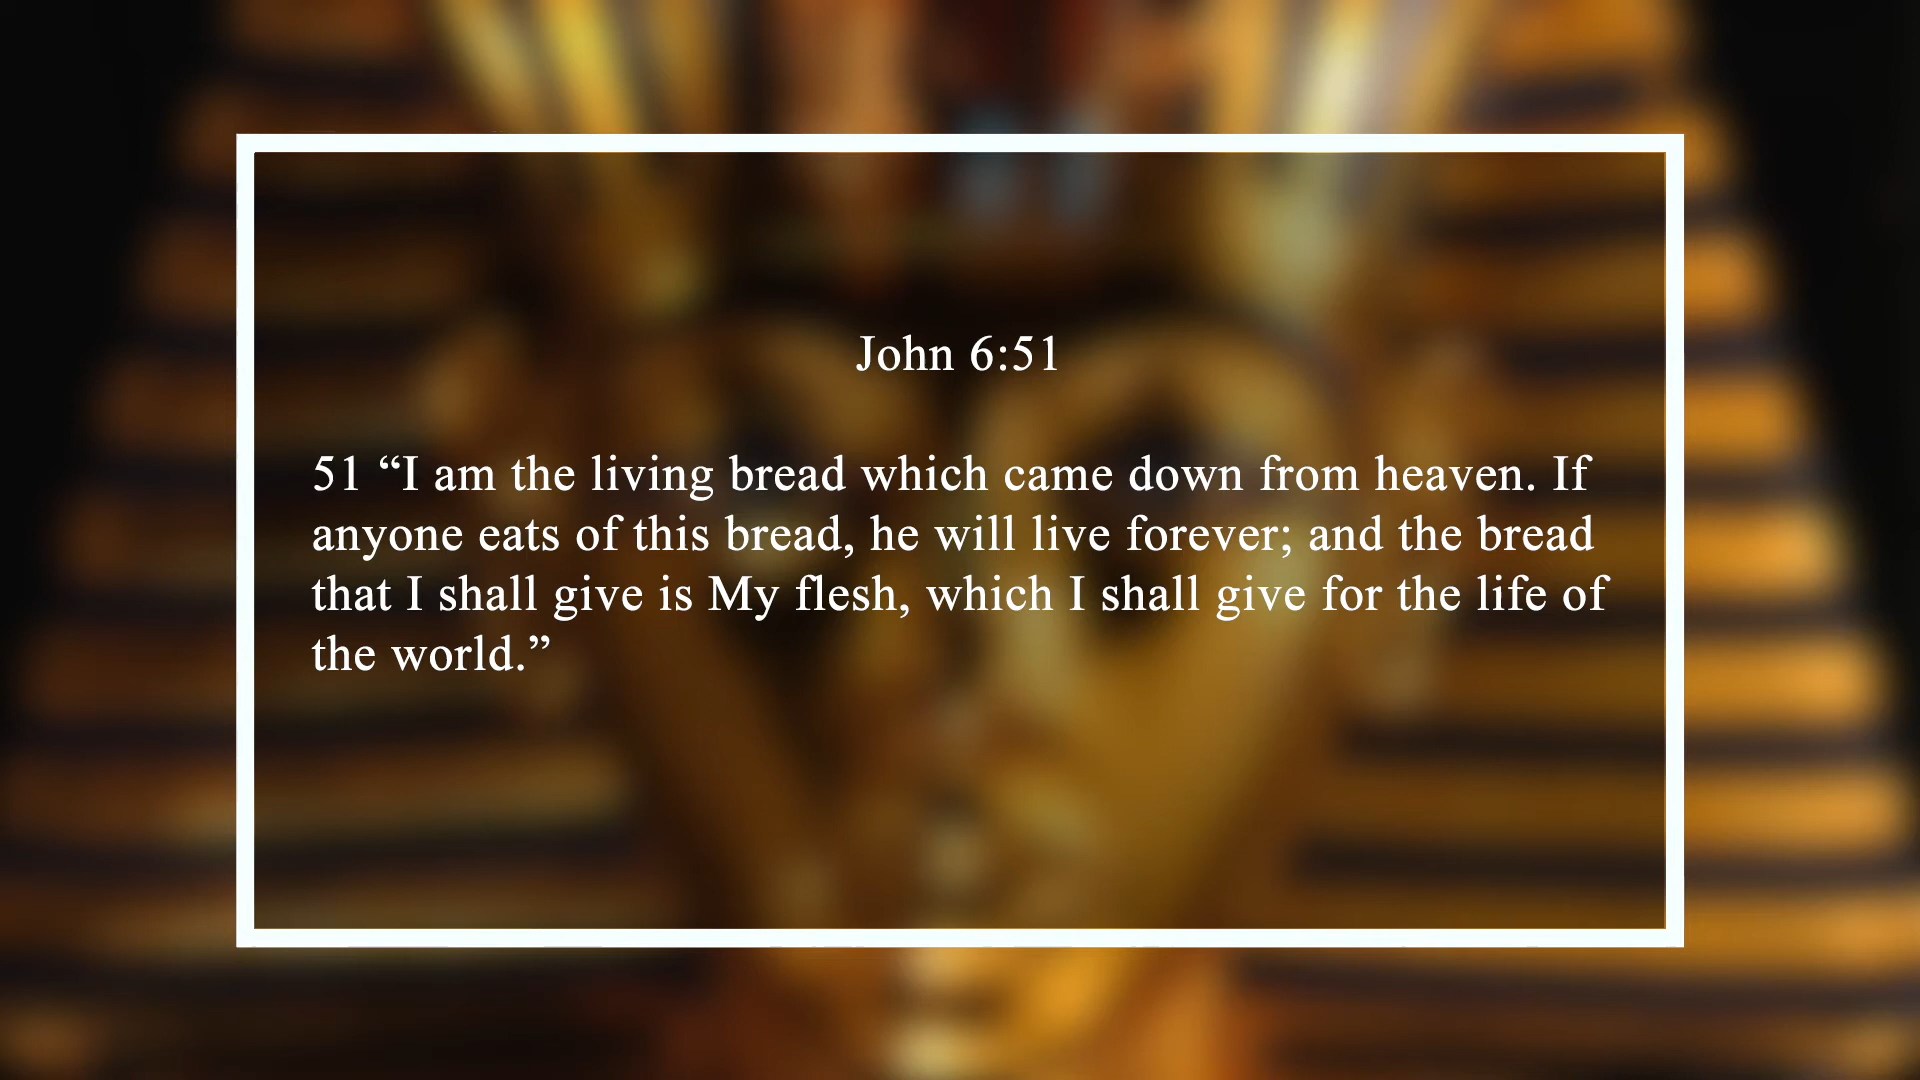 John 6:51
51 “I am the living bread which came down from heaven. If
anyone eats of this bread, he will live forever; and the bread
that I shall give is My flesh, which I shall give for the life of
the world.”